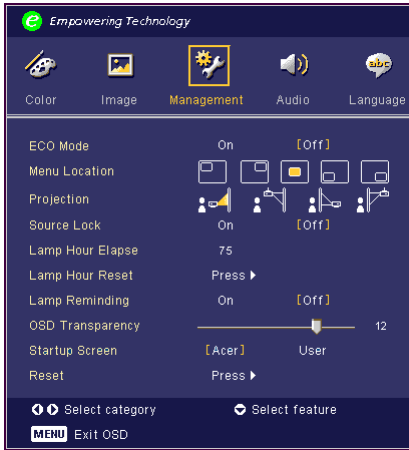 e Empowering Technology
abc
Color Image Management Audio Language
ECO Mode On [Off]
Menu Location
Projection
Source Lock On [Off]
Lamp Hour Elapse 75
Lamp Hour Reset Press
Lamp Reminding On [Off]
OSD Transparency 12
Startup Screen [Acer] User
Reset Press
Select category Select feature
MENU Exit OSD